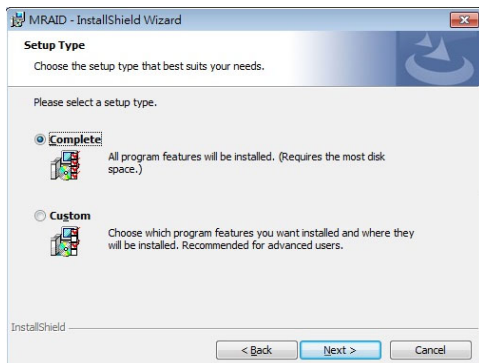 MRAID - InstallShield Wizard
Setup Type
Choose the setup type that best suits your needs.
Please select a setup type.
Complete
All program features will be installed. (Requires the most disk
space.)
Custom
Choose which program features you want installed and where they
will be installed. Recommended for advanced users.
InstallShield
< Back
Next >
Cancel